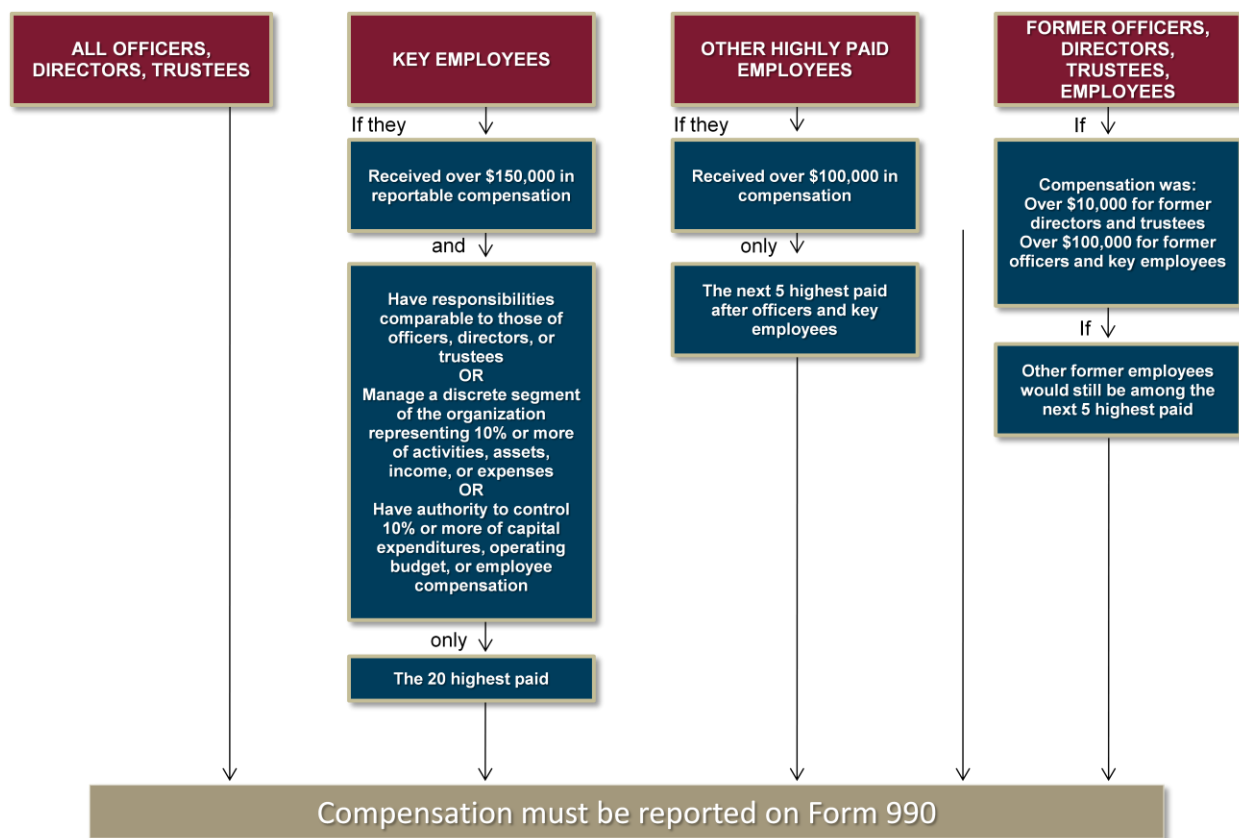 ALL OFFICERS,
DIRECTORS, TRUSTEES
KEY EMPLOYEES
If they
Received over $150,000 in
reportable compensation
and
Have responsibilities
comparable to those of
officers, directors, or
trustees
OR
Manage a discrete segment
of the organization
representing 10% or more
of activities, assets,
income, or expenses
OR
Have authority to control
10% or more of capital
expenditures, operating
budget, or employee
compensation
only
The 20 highest paid
OTHER HIGHLY PAID
EMPLOYEES
If they
Received over $100,000 in
compensation
only
The next 5 highest paid
after officers and key
employees
FORMER OFFICERS,
DIRECTORS,
TRUSTEES,
EMPLOYEES
If
Compensation was:
Over $10,000 for former
directors and trustees
Over $100,000 for former
officers and key employees
If
Other former employees
would still be among the
next 5 highest paid
Compensation must be reported on Form 990